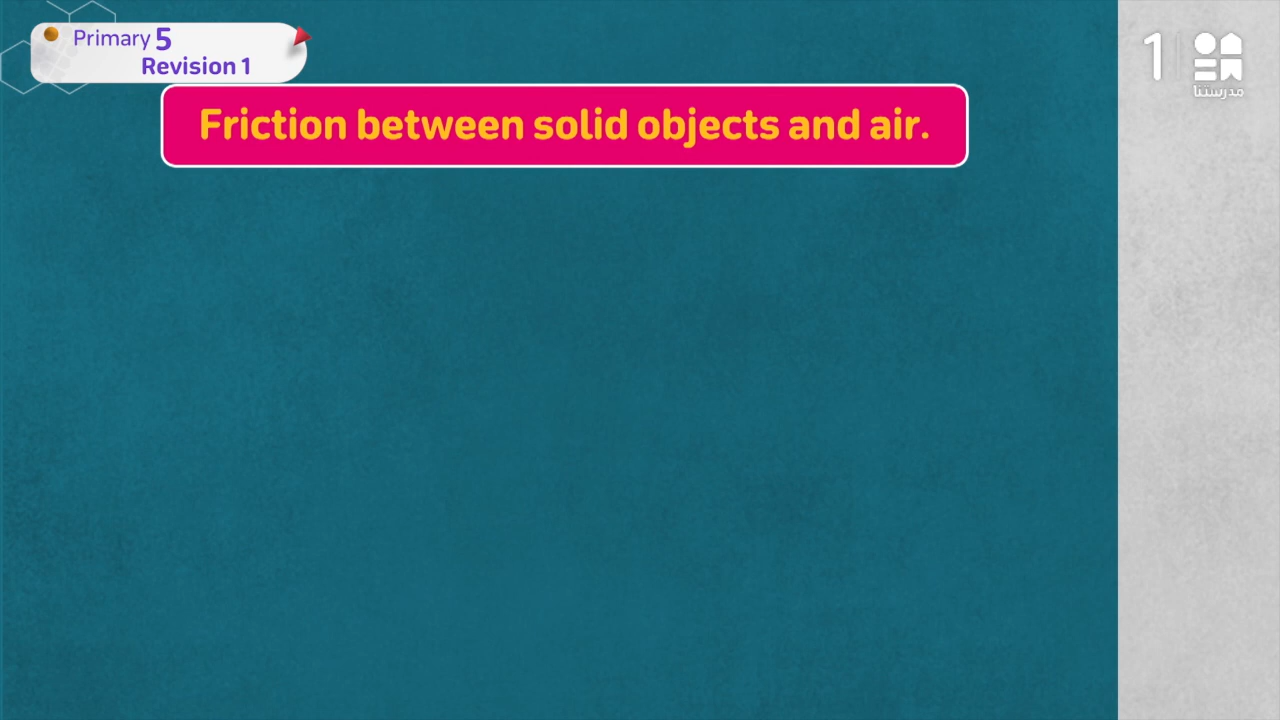 Primary 5
Revision 1
Friction between solid objects and air.
1
مدرستنا